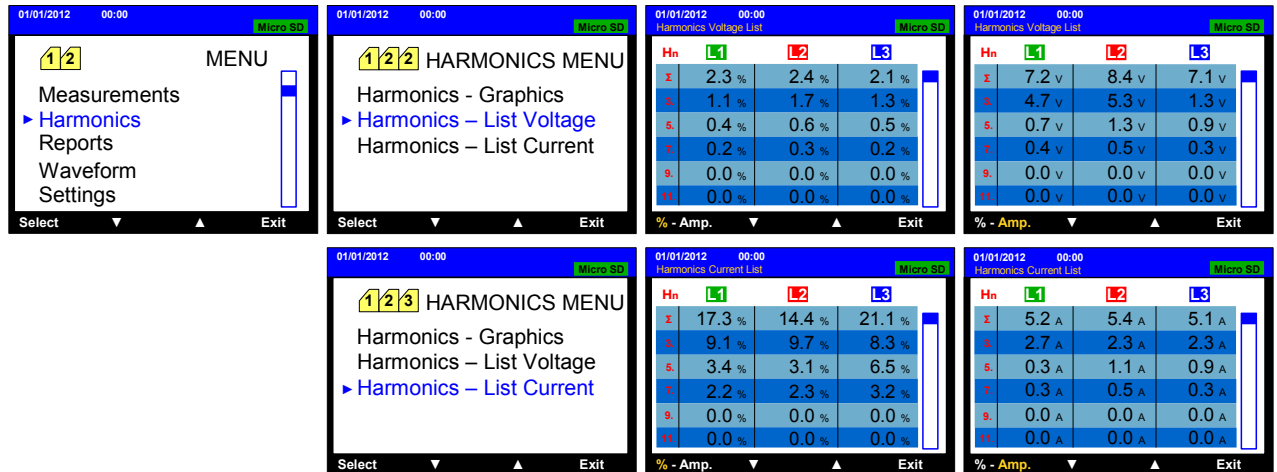 01/01/2012 00:00
Micro SD
1 2 MENU
Measurements
► Harmonics
Reports
Waveform
Settings
Select ▼ ▲ Exit
01/01/2012 00:00
Micro SD
1 2 2 HARMONICS MENU
Harmonics - Graphics
► Harmonics – List Voltage
Harmonics – List Current
Select ▼ ▲ Exit
01/01/2012 00:00
Harmonics Voltage List Micro SD
Hn L1 L2 L3
Σ 2.3 % 2.4 % 2.1 %
3. 1.1 % 1.7 % 1.3 %
5. 0.4 % 0.6 % 0.5 %
7. 0.2 % 0.3 % 0.2 %
9. 0.0 % 0.0 % 0.0 %
11 0.0 % 0.0 % 0.0 %
% - Amp. ▼ ▲ Exit
01/01/2012 00:00
Harmonics Voltage List Micro SD
Hn L1 L2 L3
Σ 7.2 V 8.4 V 7.1 V
3. 4.7 V 5.3 V 1.3 V
5. 0.7 V 1.3 V 0.9 V
7. 0.4 V 0.5 V 0.3 V
9. 0.0 V 0.0 V 0.0 V
11 0.0 V 0.0 V 0.0 V
% - Amp. ▼ ▲ Exit
01/01/2012 00:00
Micro SD
1 2 3 HARMONICS MENU
Harmonics - Graphics
Harmonics – List Voltage
► Harmonics – List Current
Select ▼ ▲ Exit
01/01/2012 00:00
Harmonics Current List Micro SD
Hn L1 L2 L3
Σ 17.3 % 14.4 % 21.1 %
3. 9.1 % 9.7 % 8.3 %
5. 3.4 % 3.1 % 6.5 %
7 2.2 % 2.3 % 3.2 %
9. 0.0 % 0.0 % 0.0 %
11 0.0 % 0.0 % 0.0 %
% - Amp. ▼ ▲ Exit
01/01/2012 00:00
Harmonics Current List Micro SD
Hn L1 L2 L3
Σ 5.2 A 5.4 A 5.1 A
3. 2.7 A 2.3 A 2.3 A
5. 0.3 A 1.1 A 0.9 A
7 0.3 A 0.5 A 0.3 A
9. 0.0 A 0.0 A 0.0 A
11 0.0 A 0.0 A 0.0 A
% - Amp. ▼ ▲ Exit